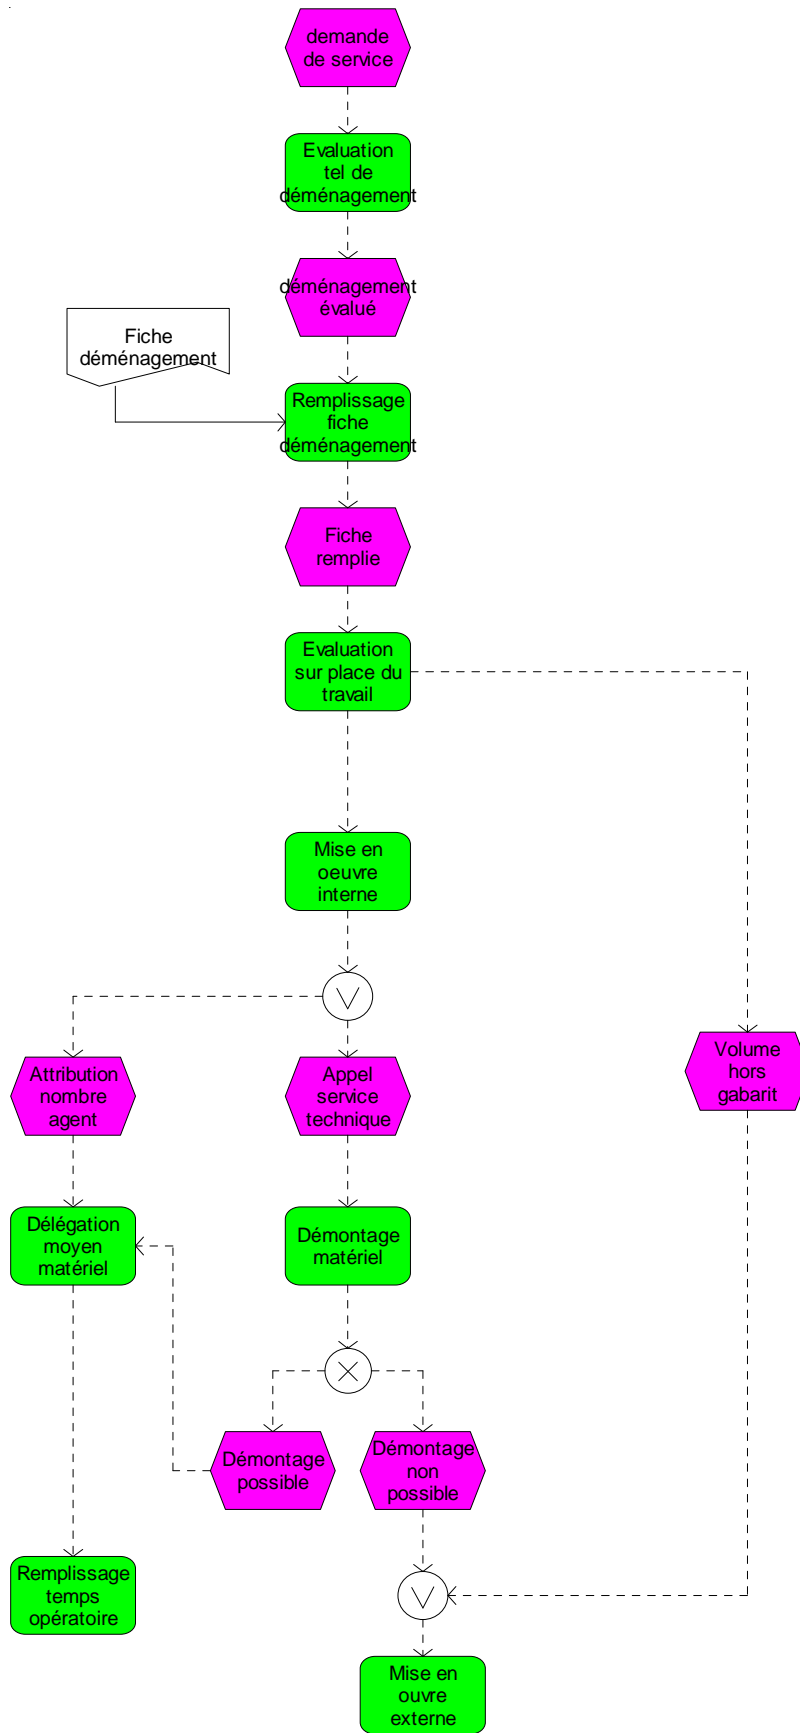 demande
de service
Evaluation
tel de
déménagement
déménagement
évalué
Fiche
déménagement
Remplissage
fiche
déménagement
Fiche
remplie
Evaluation
sur place du
travail
Mise en
oeuvre
interne
Attribution
nombre
agent
Appel
service
technique
Volume
hors
gabarit
Délégation
moyen
matériel
Démontage
matériel
Démontage
possible
Démontage
non
possible
Remplissage
temps
opératoire
Mise en
ouvre
externe